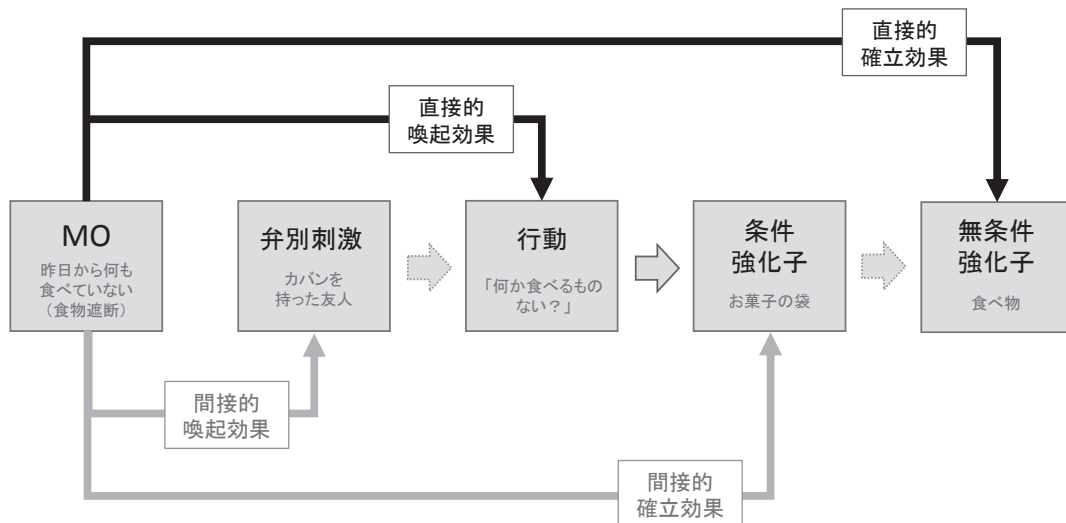 直接的
確立効果
直接的
喚起効果
MO
昨日から何も
食べていない
（食物遮断）
弁別刺激
カバンを
持った友人
行動
「何か食べるもの
ない？」
条件
強化子
お菓子の袋
無条件
強化子
食べ物
間接的
喚起効果
間接的
確立効果